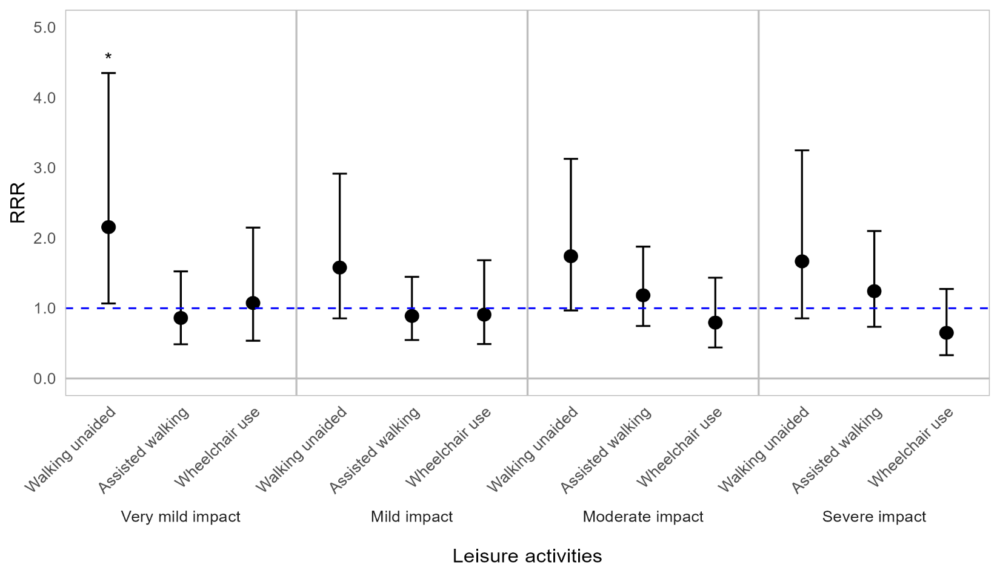 5.0
*
4.0
3.0
RRR
2.0
1.0
0.0
Walking unaided
Assisted walking
Wheelchair use
Walking unaided
Assisted walking
Wheelchair use
Walking unaided
Assisted walking
Wheelchair use
Walking unaided
Assisted walking
Wheelchair use
Very mild impact
Mild impact
Moderate impact
Severe impact
Leisure activities